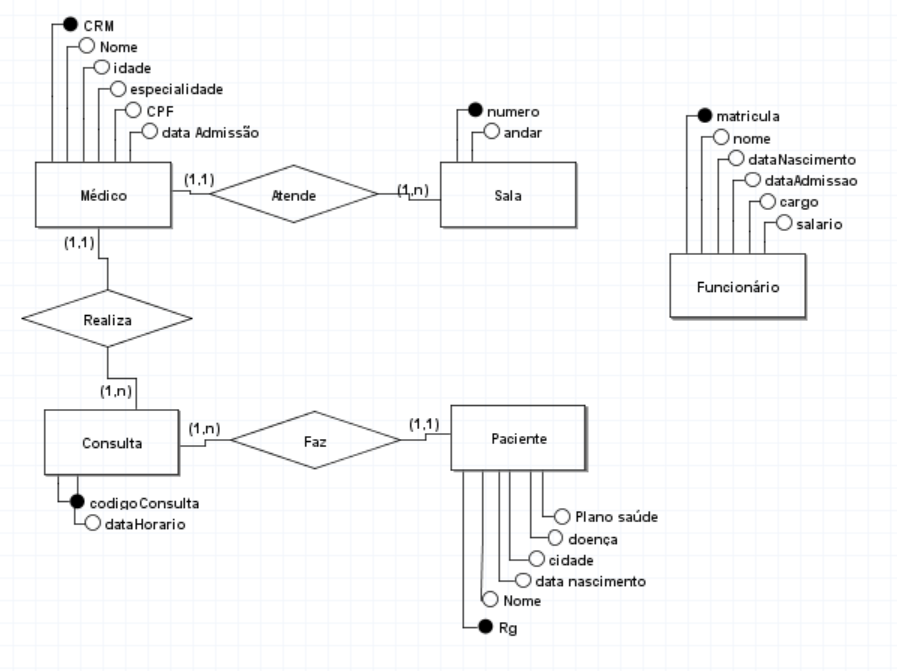 CRM
Nome
idade
especialidade
CPF
data Admissão
Médico
(1,1)
Atende
(1,n)
numero
andar
Sala
matricula
nome
dataNascimento
dataAdmissao
cargo
salario
Funcionário
(1,1)
Realiza
(1,n)
Consulta
codigoConsulta
dataHorario
(1,n)
Faz
(1,1)
Paciente
Plano saúde
doença
cidade
data nascimento
Nome
Rg